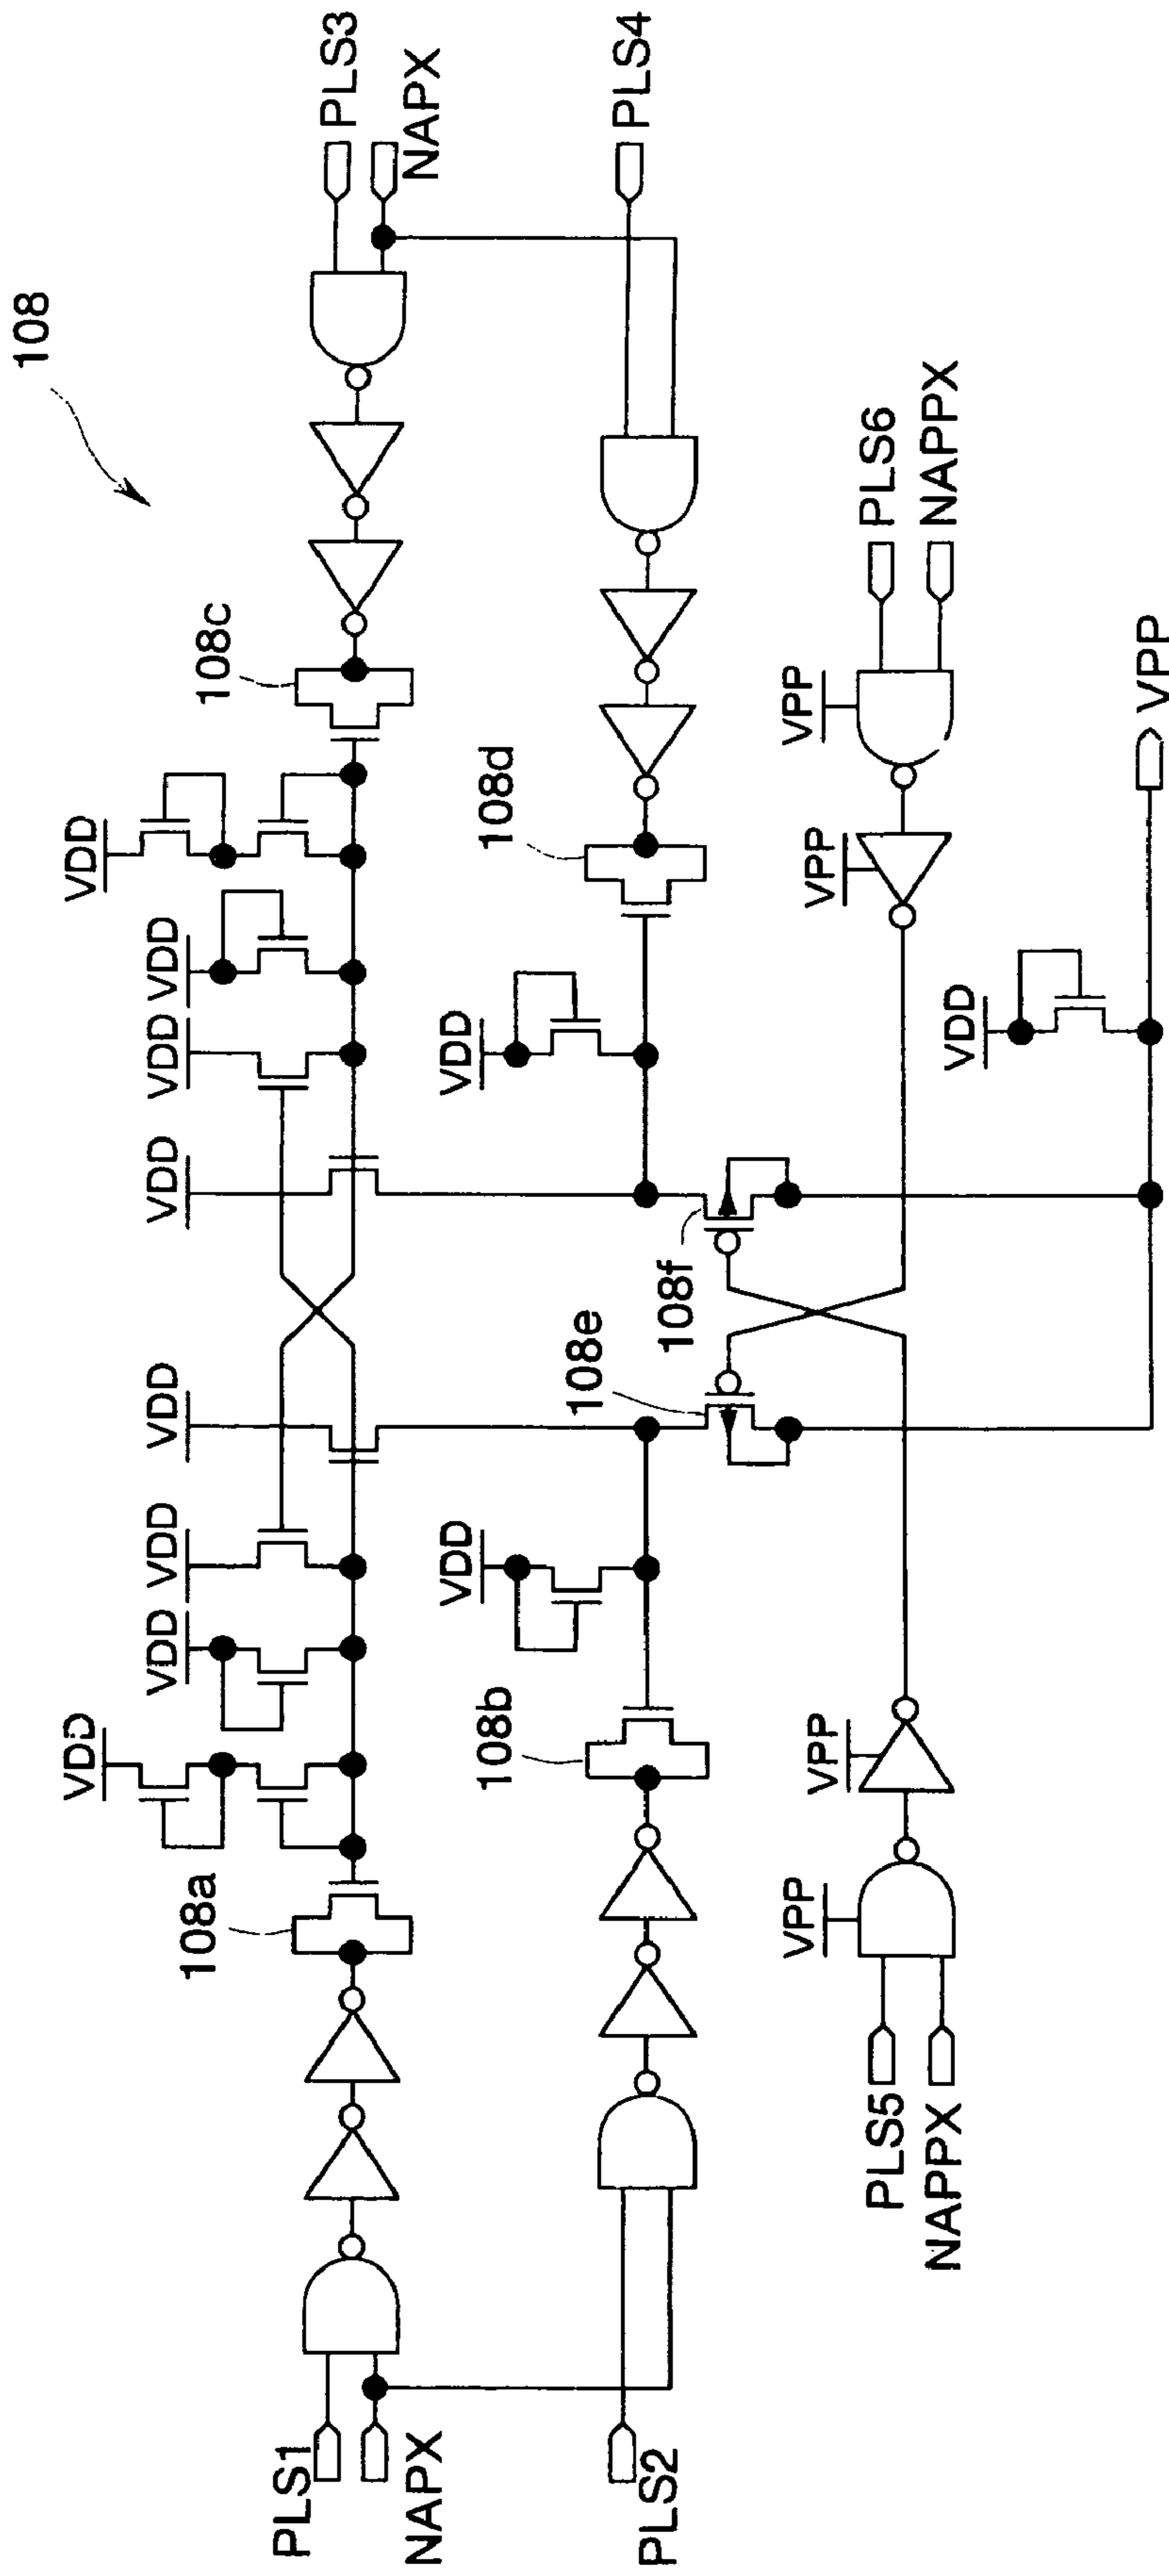 108
PLS1
NAPX
108a
VDD
VDD
VDD
VDD
VDD
VDD
VDD
VDD
108c
PLS3
NAPX
PLS2
108b
VDD
108e
108f
VDD
108d
PLS4
PLS5
NAPPX
VPP
VPP
VPP
VPP
PLS6
NAPPX
VDD
VPP